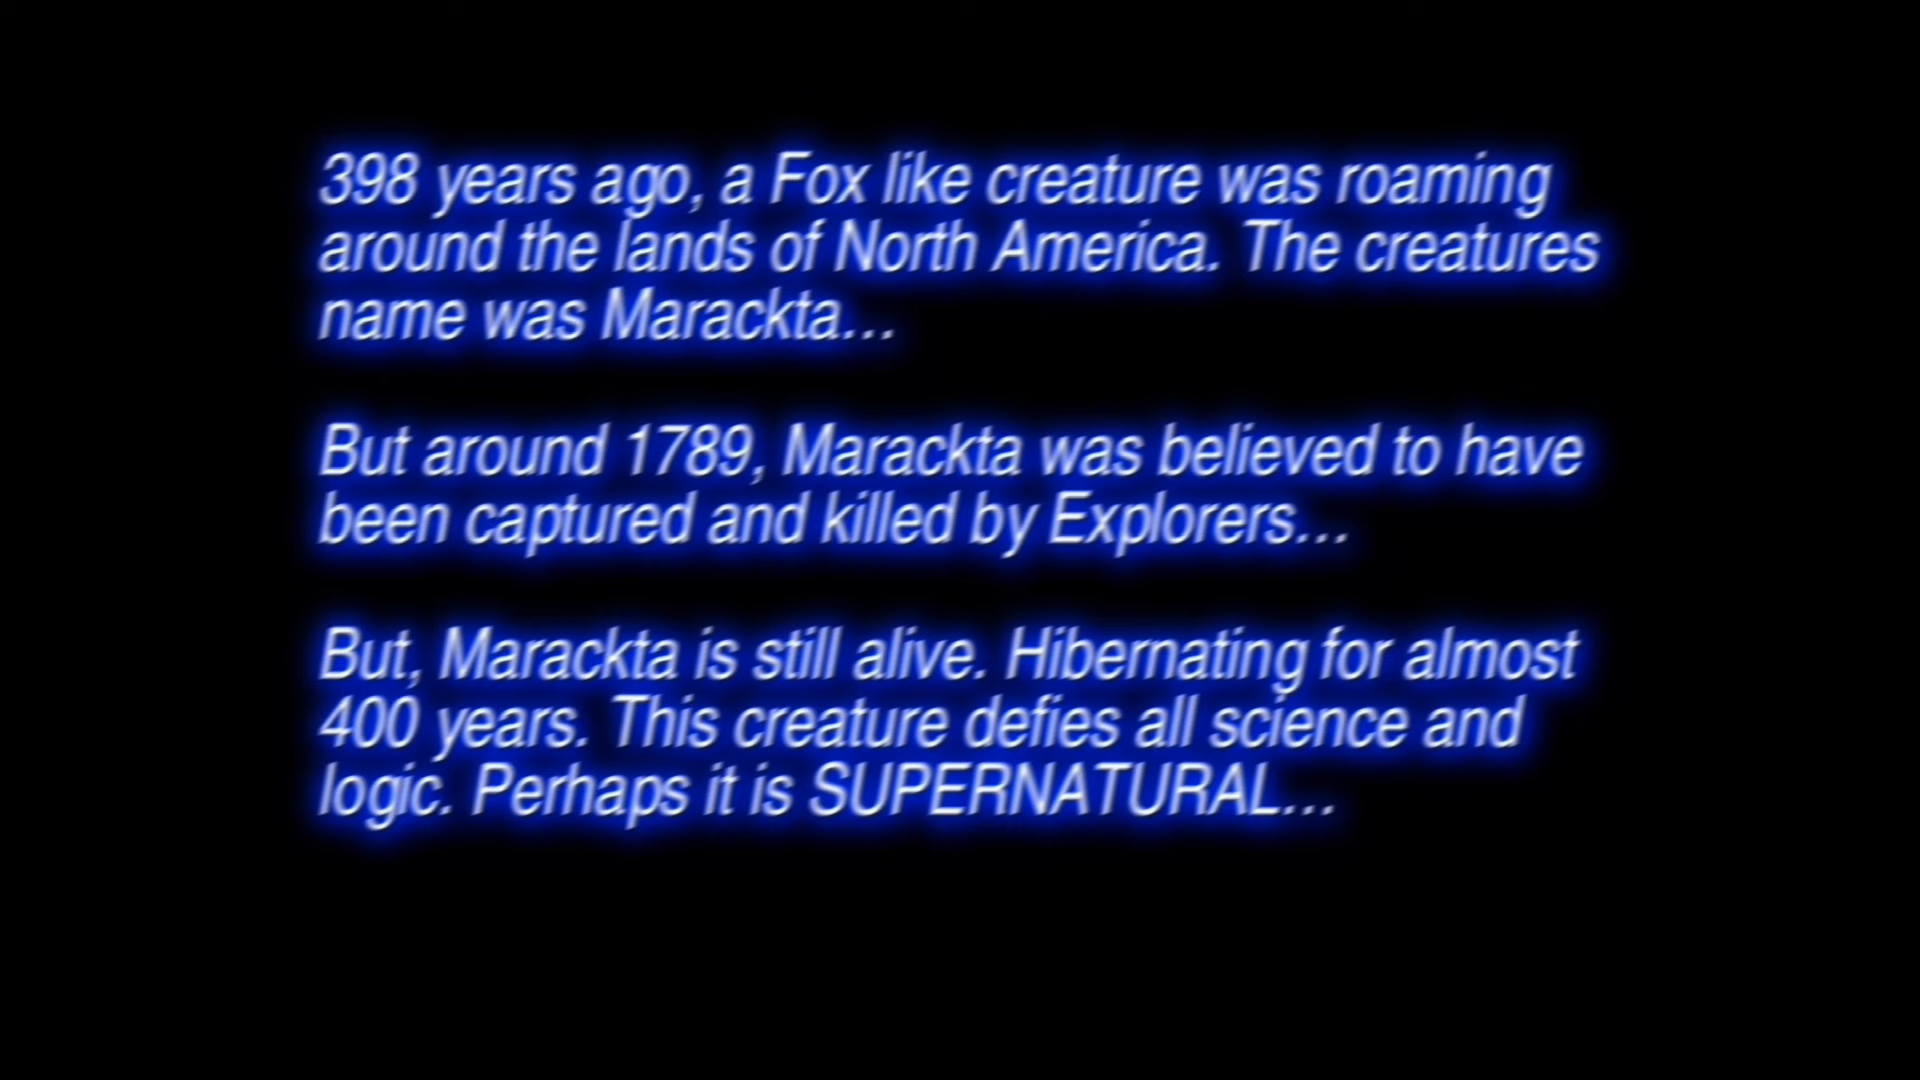 398 years ago, a Fox like creature was roaming
around the lands of North America. The creatures
name was Marackta...
But around 1789, Marackta was believed to have
been captured and killed by Explorers...
But, Marackta is still alive. Hibernating for almost
400 years. This creature defies all science and
logic. Perhaps it is SUPERNATURAL...